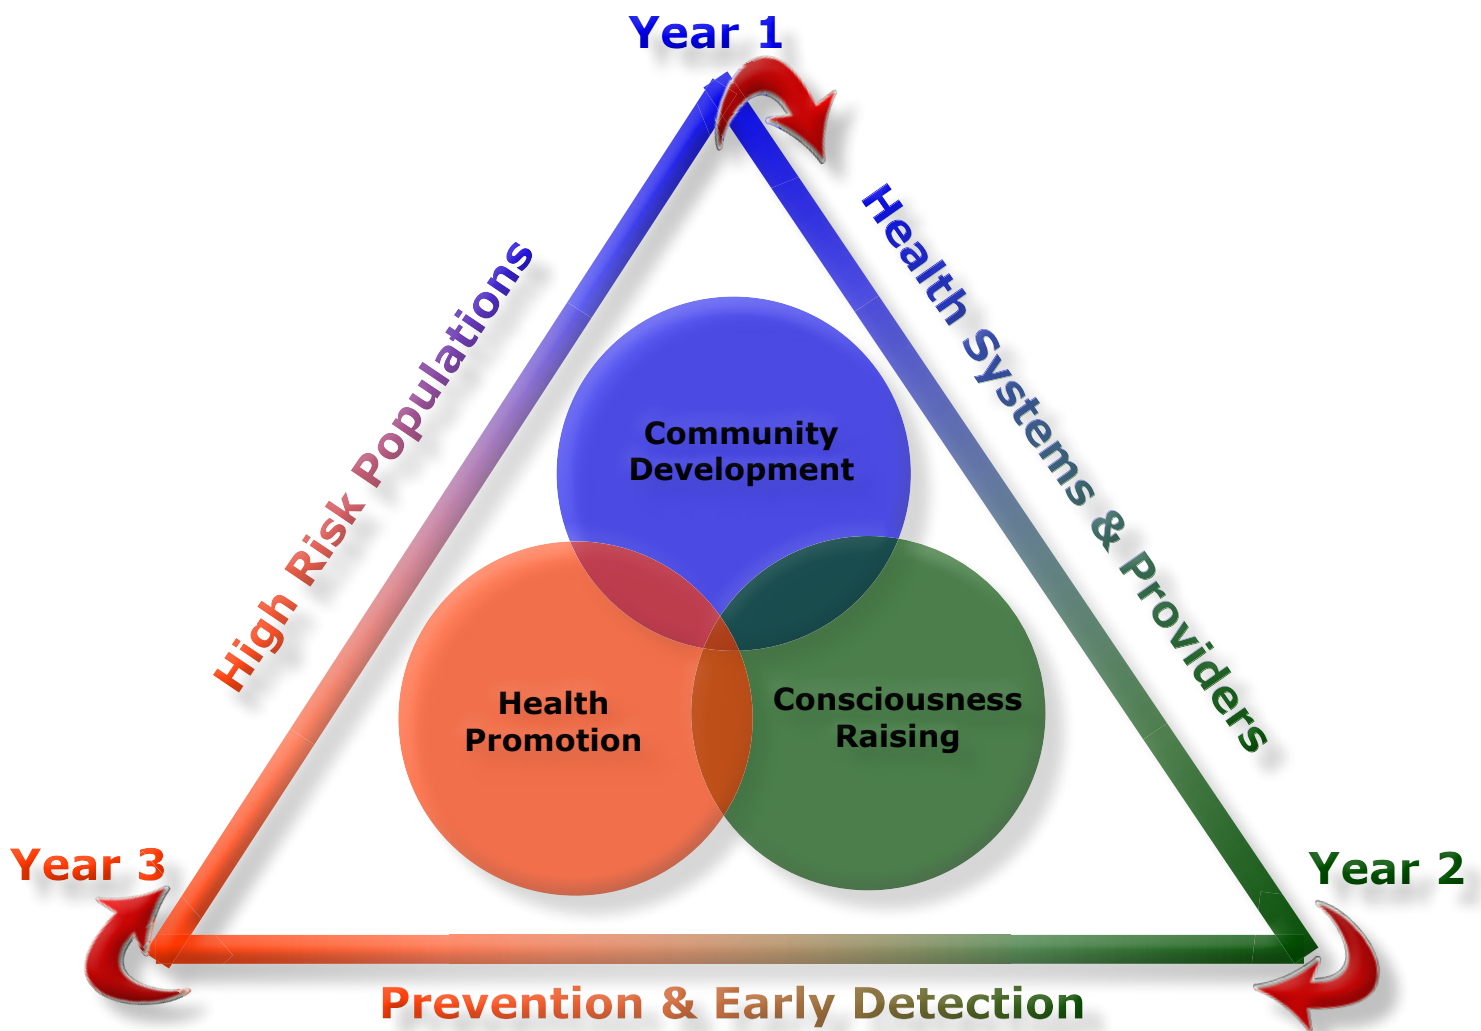 Year 1
Health Systems & Providers
High Risk Populations
Community
Development
Health
Promotion
Consciousness
Raising
Year 3
Year 2
Prevention & Early Detection